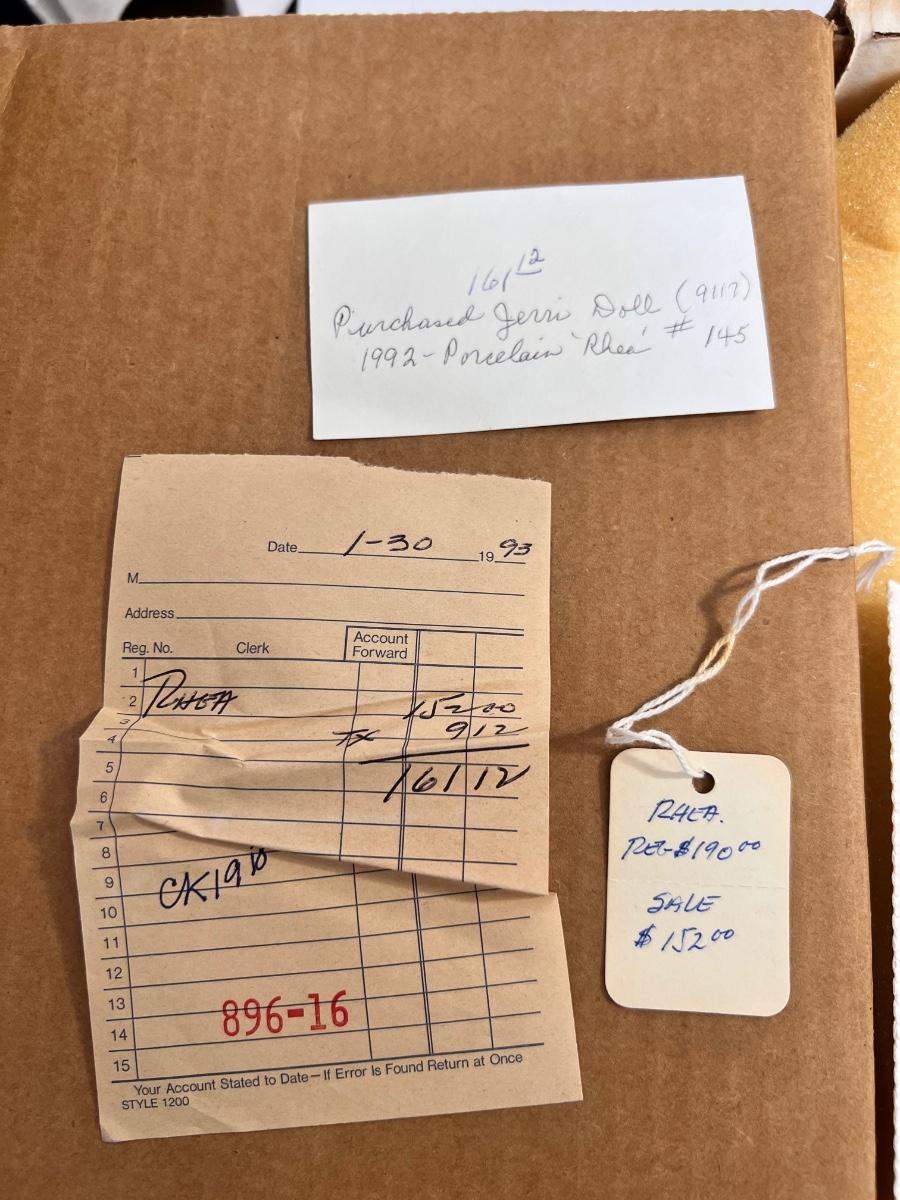 161 12
Purchased Jerri Doll (9117)
1992-Porcelain 'Rhea' # 145
Date 1-30 19 93
M
Address
Reg. No. Clerk Account Forward
1
2 RHEA 152 00
3
4 TX 9 12
5 161 12
6
7
8
9 CK 19 10
10
11
12
13
896-16
14
15
Your Account Stated to Date — If Error Is Found Return at Once
STYLE 1200
RHEA.
REG $190 00
SALE
$152 00